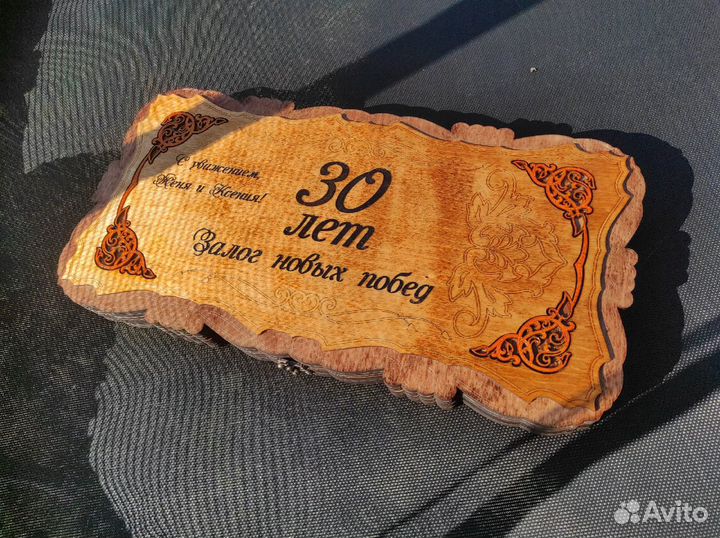 С уважением,
Женя и Ксения!
30
лет
Залог новых побед
Avito